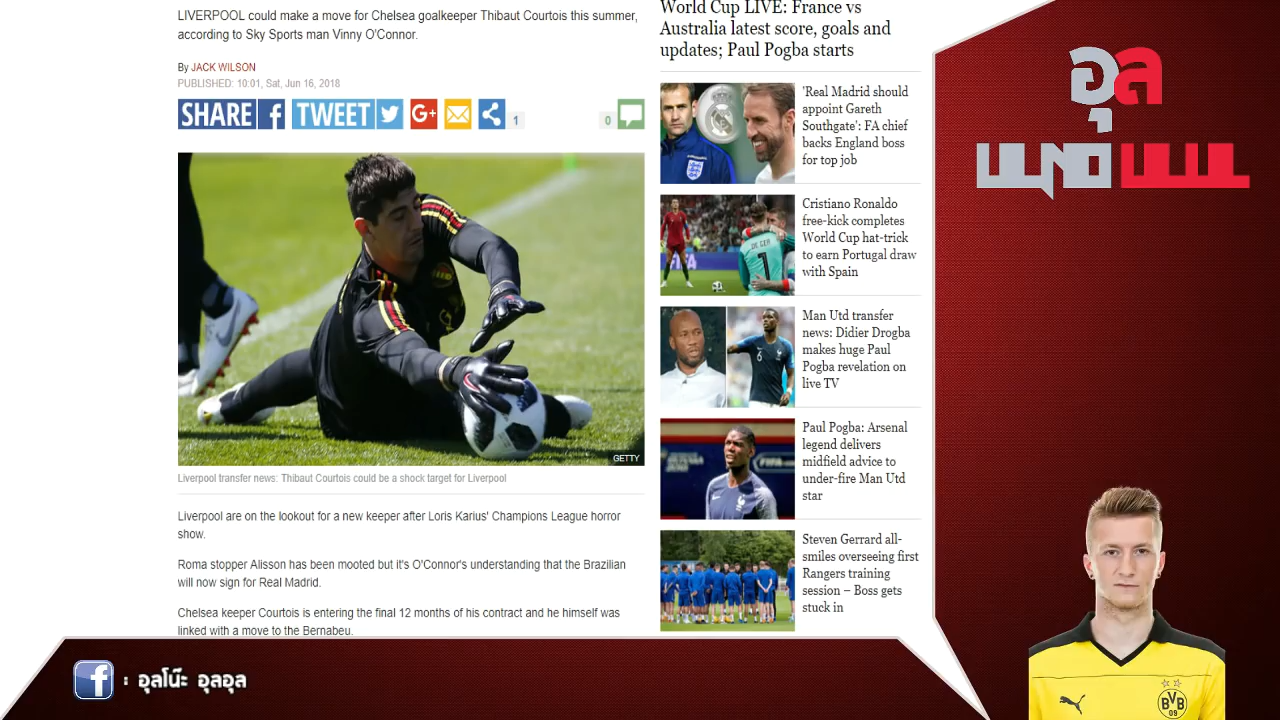 LIVERPOOL could make a move for Chelsea goalkeeper Thibaut Courtois this summer,
according to Sky Sports man Vinny O'Connor.
By JACK WILSON
PUBLISHED: 10:01, Sat, Jun 16, 2018
SHARE TWEET G+ 1 0
GETTY
Liverpool transfer news: Thibaut Courtois could be a shock target for Liverpool
Liverpool are on the lookout for a new keeper after Loris Karius' Champions League horror
show.
Roma stopper Alisson has been mooted but it's O'Connor's understanding that the Brazilian
will now sign for Real Madrid.
Chelsea keeper Courtois is entering the final 12 months of his contract and he himself was
linked with a move to the Bernabeu.
World Cup LIVE: France vs
Australia latest score, goals and
updates; Paul Pogba starts
'Real Madrid should
appoint Gareth
Southgate': FA chief
backs England boss
for top job
Cristiano Ronaldo
free-kick completes
World Cup hat-trick
to earn Portugal draw
with Spain
DE GEA
1
Man Utd transfer
news: Didier Drogba
makes huge Paul
Pogba revelation on
live TV
6
Paul Pogba: Arsenal
legend delivers
midfield advice to
under-fire Man Utd
star
Steven Gerrard all-
smiles overseeing first
Rangers training
session – Boss gets
stuck in
อุล
f : อุลโน๊ะ อุลอุล
BVB
09